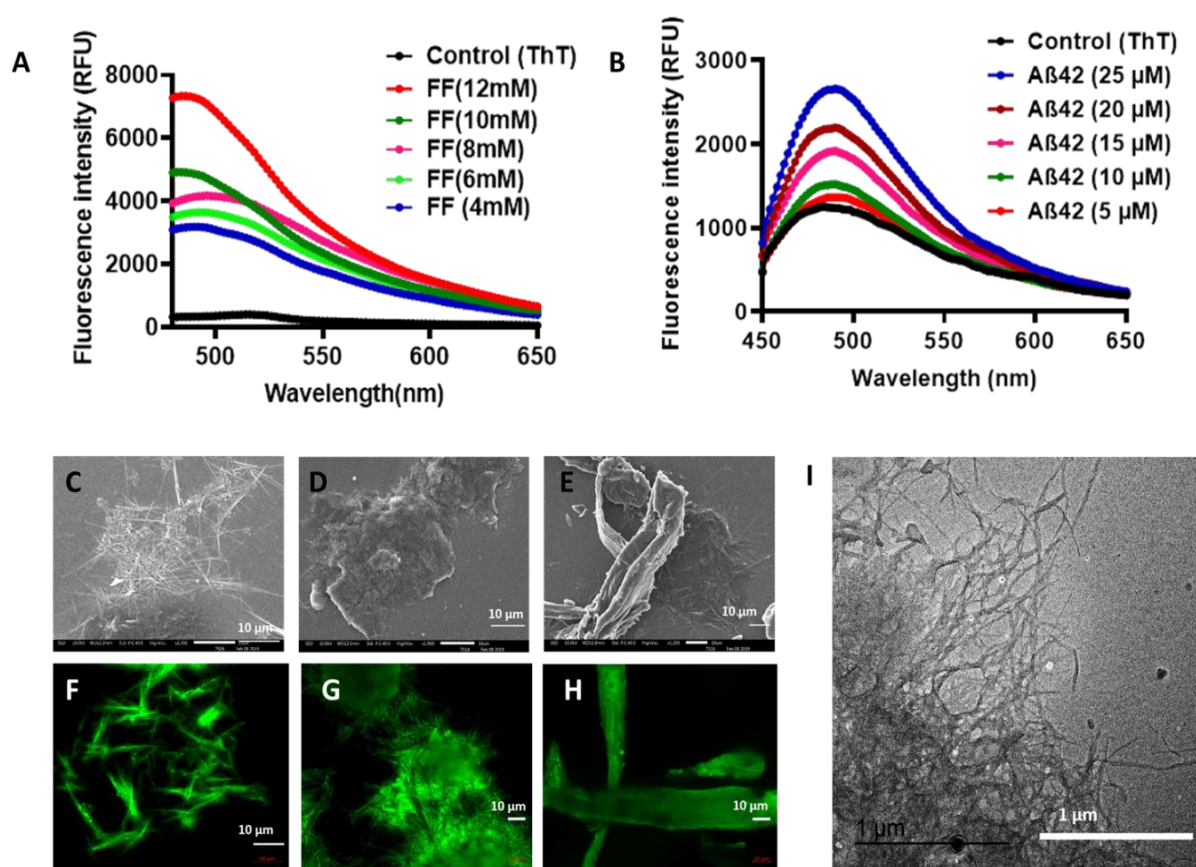 A
Fluorescence intensity (RFU)
8000
6000
4000
2000
0
500
550
600
650
Wavelength(nm)
Control (ThT)
FF(12mM)
FF(10mM)
FF(8mM)
FF(6mM)
FF (4mM)
B
Fluorescence intensity (RFU)
3000
2000
1000
0
450
500
550
600
650
Wavelength (nm)
Control (ThT)
Aß42 (25 µM)
Aß42 (20 µM)
Aß42 (15 µM)
Aß42 (10 µM)
Aß42 (5 µM)
C
10 µm
D
10 µm
E
10 µm
F
10 µm
G
10 µm
H
10 µm
I
1 µm
1 µm